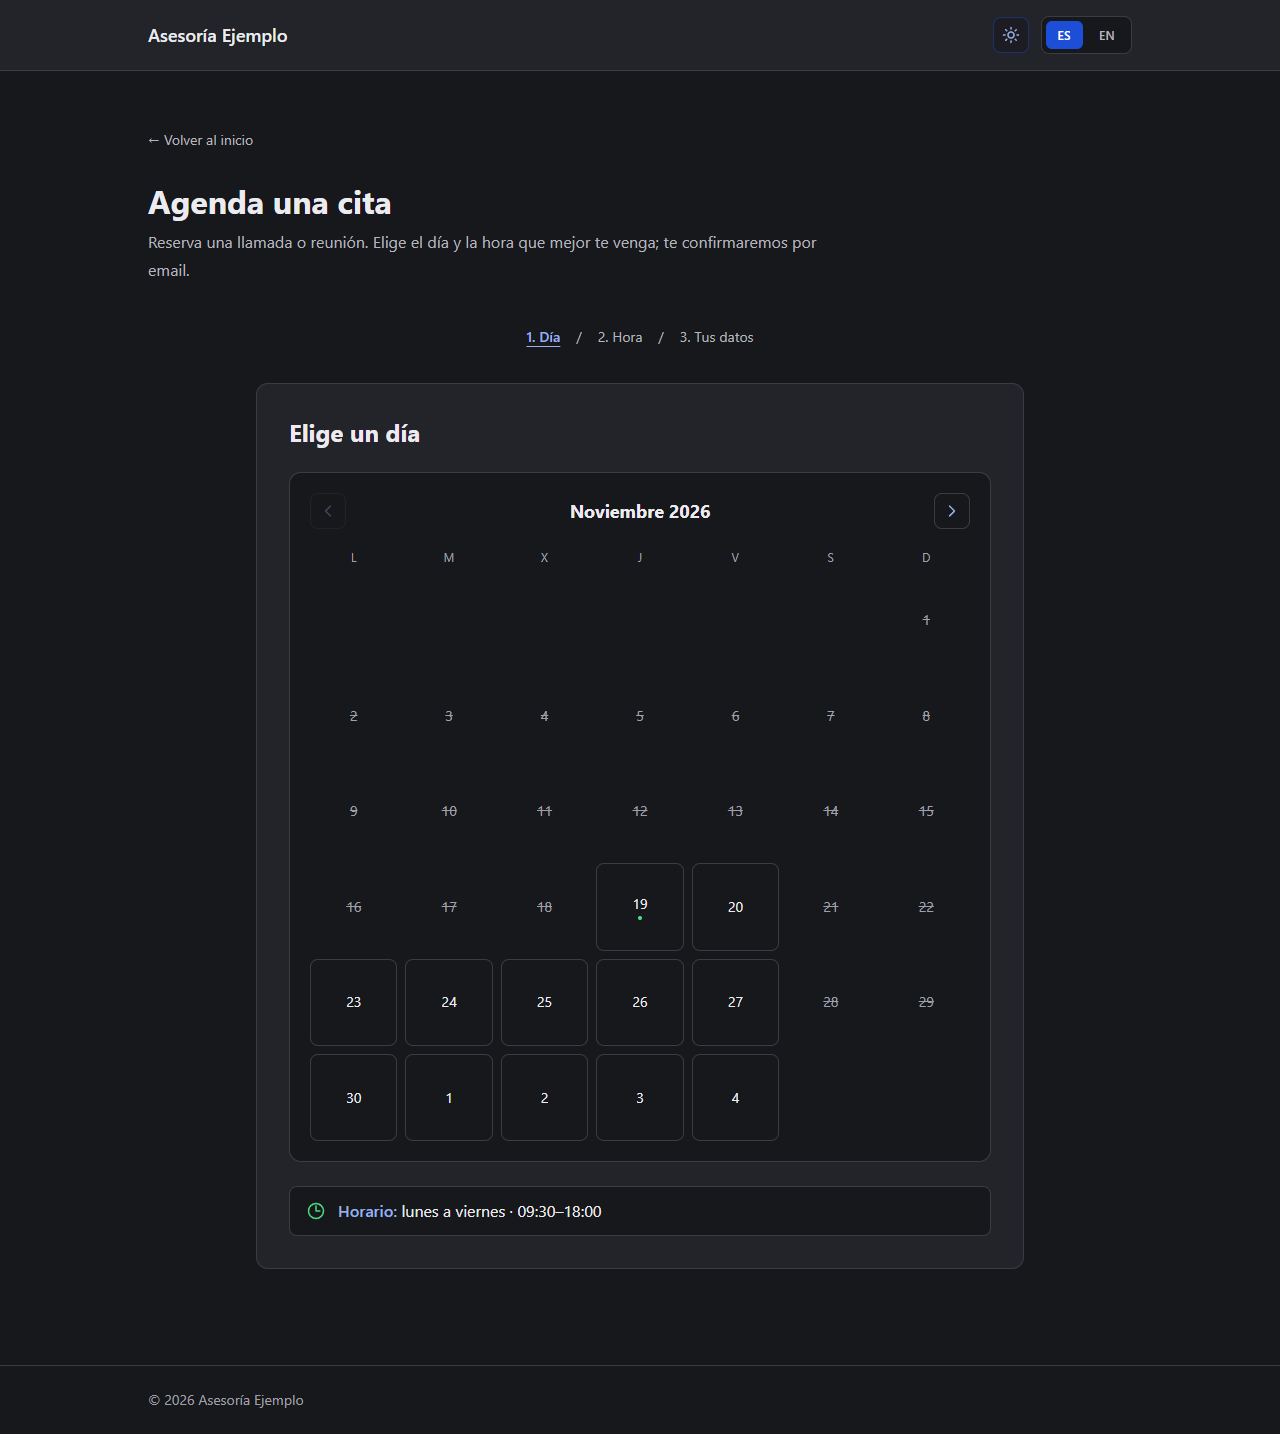 Asesoría Ejemplo
ES EN
← Volver al inicio
Agenda una cita
Reserva una llamada o reunión. Elige el día y la hora que mejor te venga; te confirmaremos por
email.
1. Día / 2. Hora / 3. Tus datos
Elige un día
Noviembre 2026
L M X J V S D
1
2 3 4 5 6 7 8
9 10 11 12 13 14 15
16 17 18 19 20 21 22
23 24 25 26 27 28 29
30 1 2 3 4
Horario: lunes a viernes · 09:30–18:00
© 2026 Asesoría Ejemplo